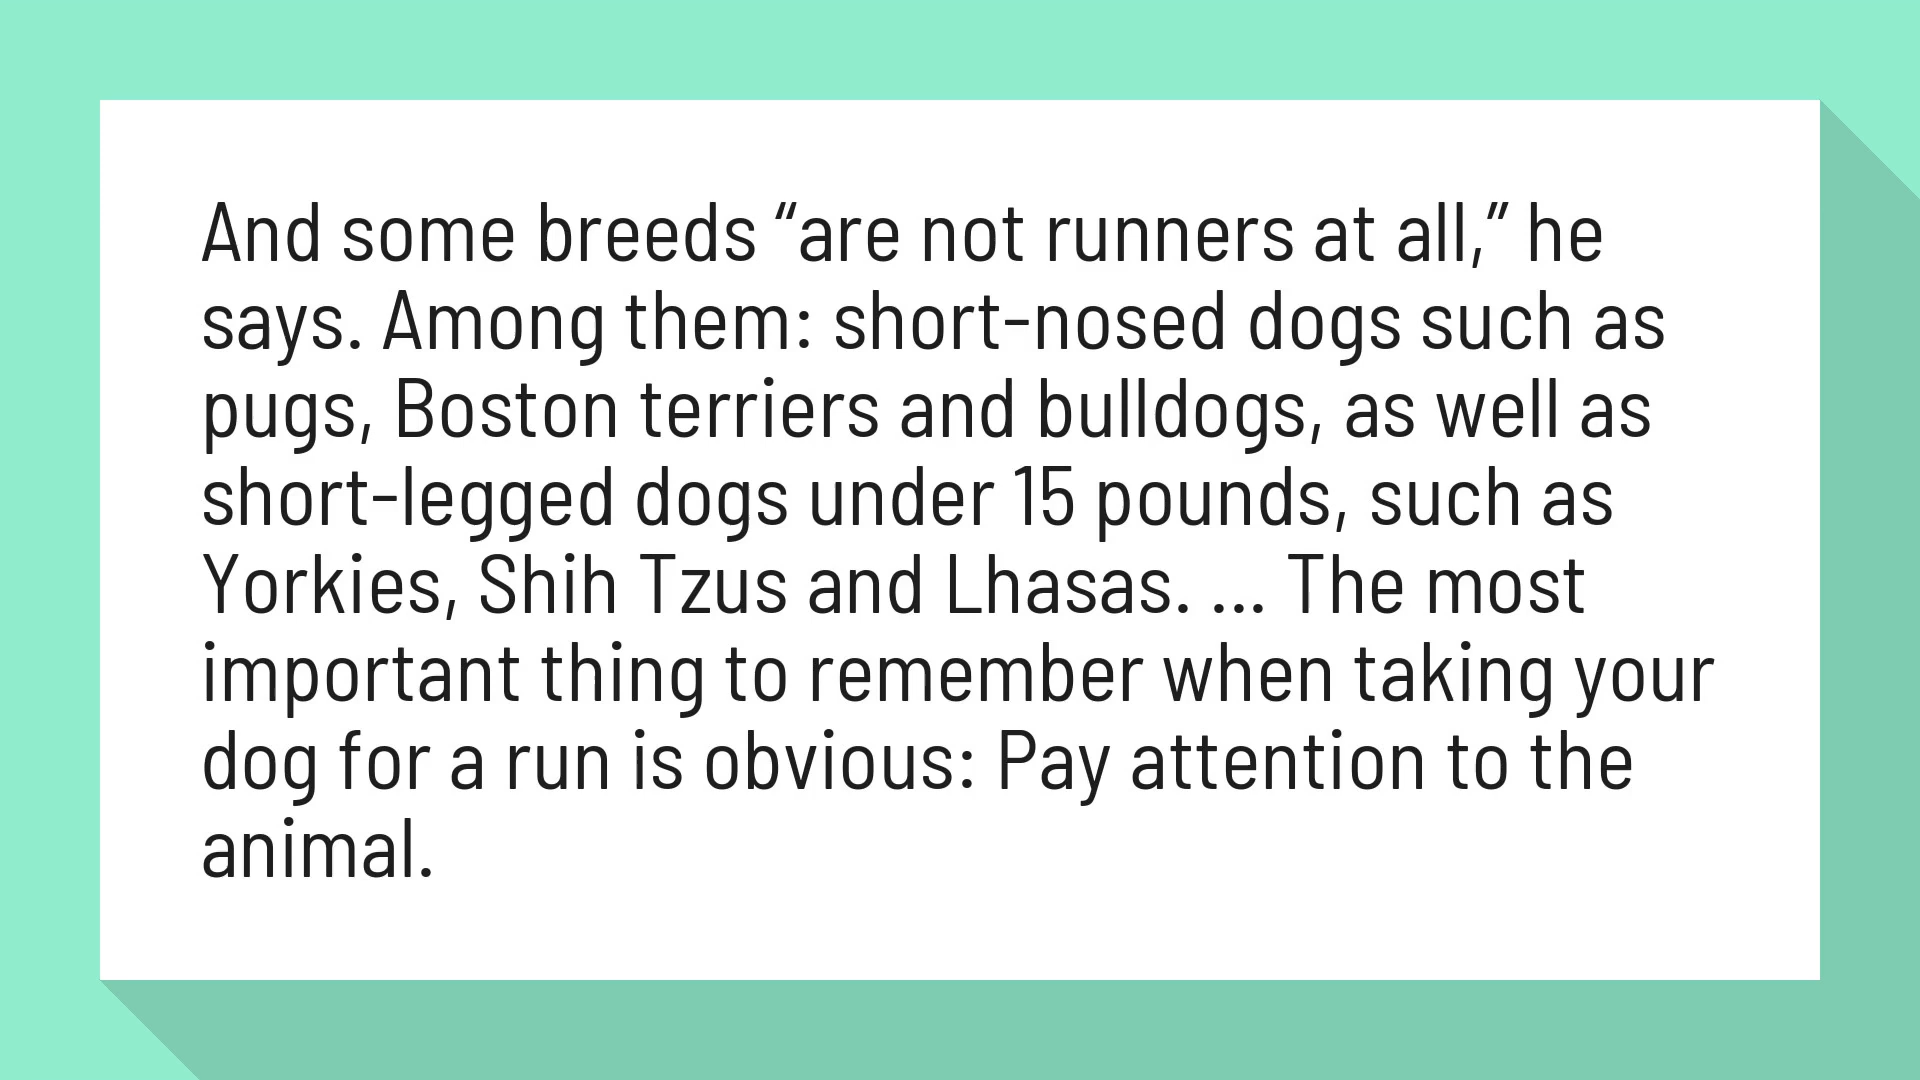 And some breeds “are not runners at all,” he
says. Among them: short-nosed dogs such as
pugs, Boston terriers and bulldogs, as well as
short-legged dogs under 15 pounds, such as
Yorkies, Shih Tzus and Lhasas. ... The most
important thing to remember when taking your
dog for a run is obvious: Pay attention to the
animal.